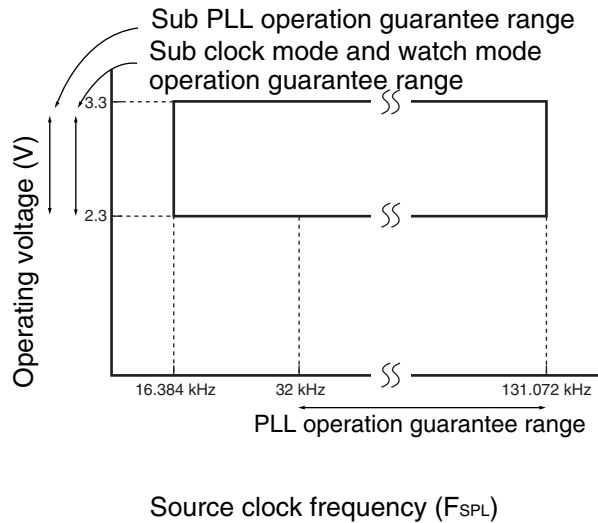 Sub PLL operation guarantee range
Sub clock mode and watch mode
operation guarantee range
Operating voltage (V)
3.3
2.3
16.384 kHz
32 kHz
131.072 kHz
PLL operation guarantee range
Source clock frequency (FSPL)